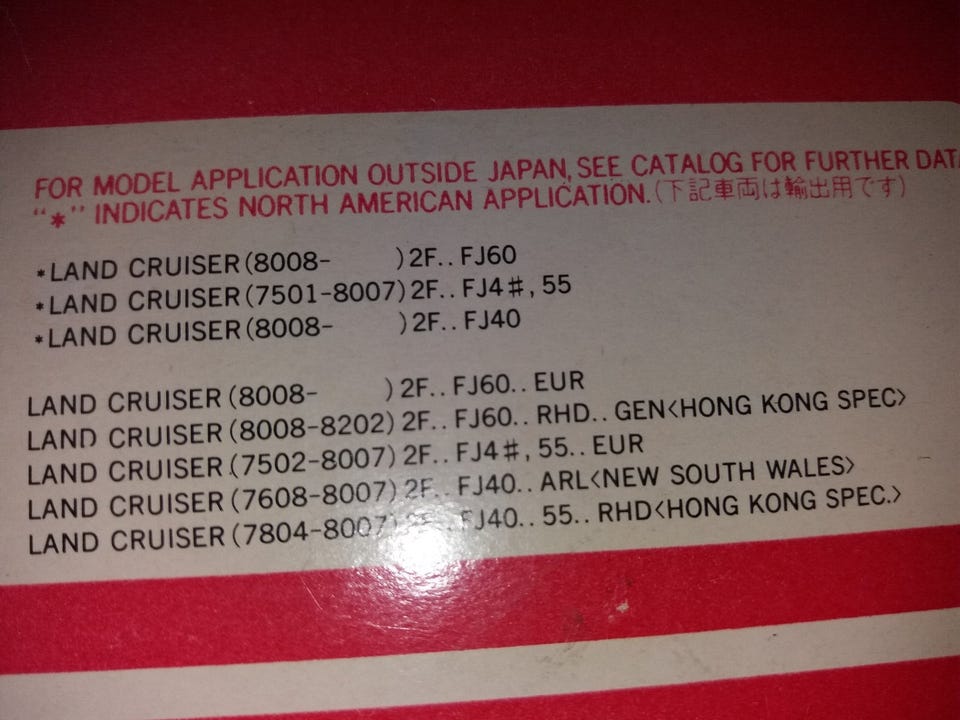 FOR MODEL APPLICATION OUTSIDE JAPAN, SEE CATALOG FOR FURTHER DATA
"*" INDICATES NORTH AMERICAN APPLICATION. (下記車両は輸出用です)
*LAND CRUISER (8008- ) 2F.. FJ60
*LAND CRUISER (7501-8007) 2F.. FJ4#, 55
*LAND CRUISER (8008- ) 2F.. FJ40
LAND CRUISER (8008- ) 2F.. FJ60.. EUR
LAND CRUISER (8008-8202) 2F.. FJ60.. RHD.. GEN<HONG KONG SPEC>
LAND CRUISER (7502-8007) 2F.. FJ4#, 55.. EUR
LAND CRUISER (7608-8007) 2F.. FJ40.. ARL<NEW SOUTH WALES>
LAND CRUISER (7804-8007) 2F.. FJ40.. 55.. RHD<HONG KONG SPEC.>